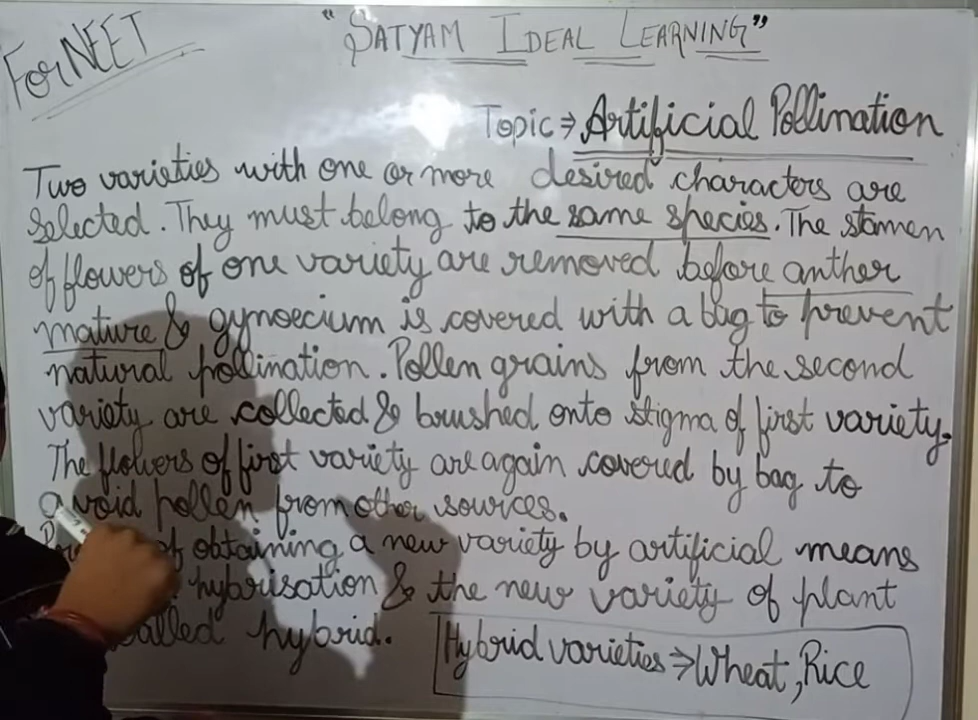 For NEET
"SATYAM IDEAL LEARNING"
Topic ⇒ Artificial Pollination
Two varieties with one or more desired characters are
selected. They must belong to the same species. The stamen
of flowers of one variety are removed before anther
mature & gynoecium is covered with a bag to prevent
natural pollination. Pollen grains from the second
variety are collected & brushed onto stigma of first variety.
The flowers of first variety are again covered by bag to
avoid pollen from other sources.
of obtaining a new variety by artificial means
hybrisation & the new variety of plant
called hybrid.
Hybrid varieties ⇒ Wheat, Rice